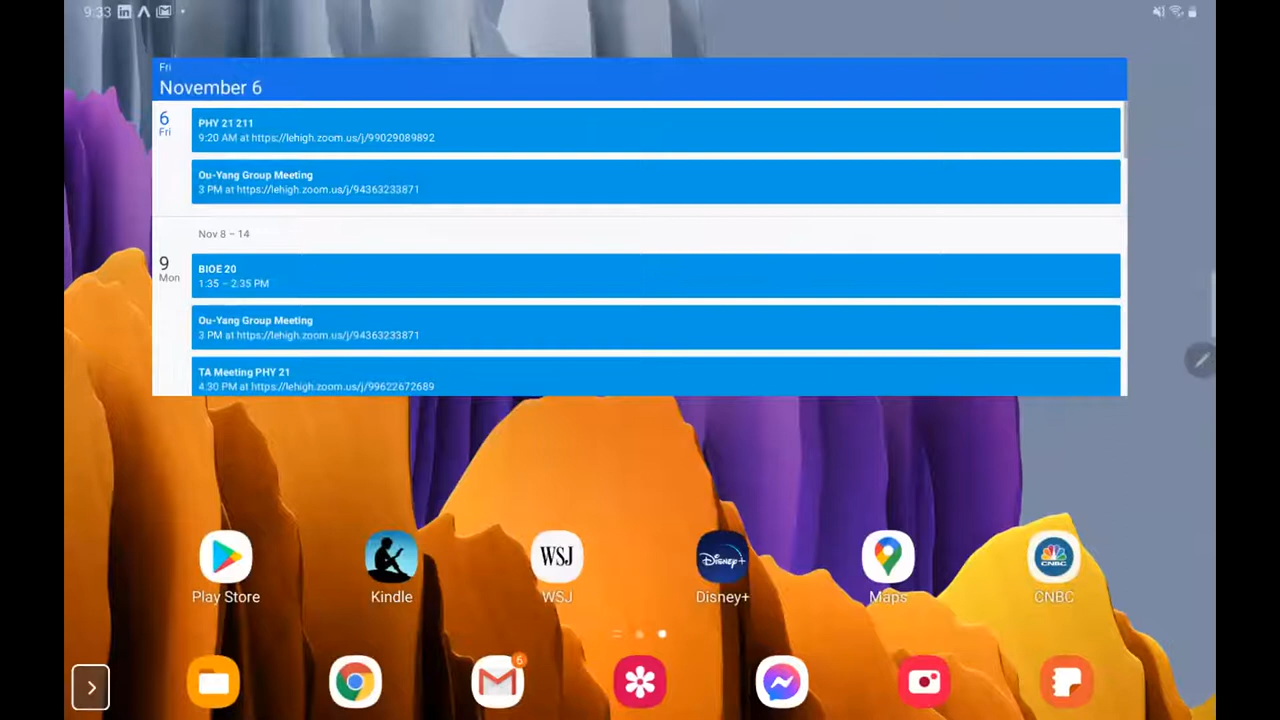 9:33
Fri
November 6
6
Fri
PHY 21 211
9:20 AM at https://lehigh.zoom.us/j/99029089892
Ou-Yang Group Meeting
3 PM at https://lehigh.zoom.us/j/94363233871
Nov 8 – 14
9
Mon
BIOE 20
1:35 – 2:35 PM
Ou-Yang Group Meeting
3 PM at https://lehigh.zoom.us/j/94363233871
TA Meeting PHY 21
4:30 PM at https://lehigh.zoom.us/j/99622672689
WSJ
Disney+
CNBC
Play Store
Kindle
WSJ
Disney+
Maps
CNBC
6